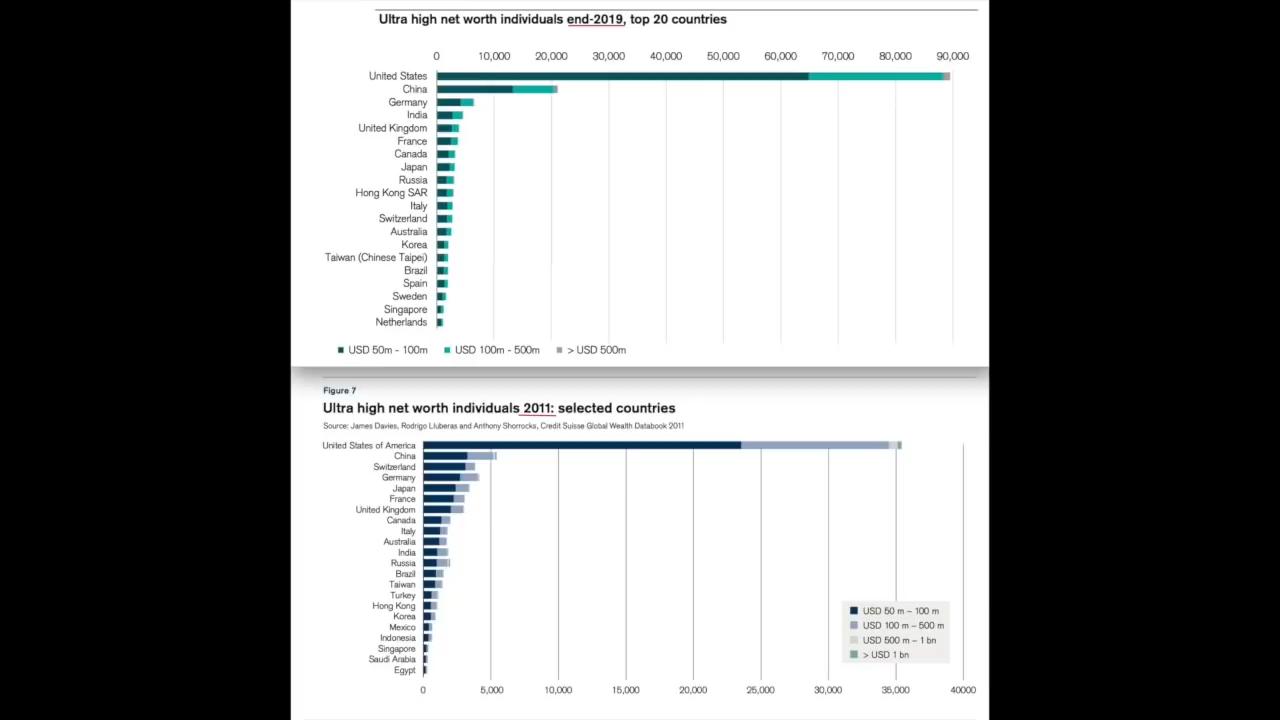 Ultra high net worth individuals end-2019, top 20 countries
0 10,000 20,000 30,000 40,000 50,000 60,000 70,000 80,000 90,000
United States
China
Germany
India
United Kingdom
France
Canada
Japan
Russia
Hong Kong SAR
Italy
Switzerland
Australia
Korea
Taiwan (Chinese Taipei)
Brazil
Spain
Sweden
Singapore
Netherlands
USD 50m - 100m USD 100m - 500m > USD 500m
Figure 7
Ultra high net worth individuals 2011: selected countries
Source: James Davies, Rodrigo Lluberas and Anthony Shorrocks, Credit Suisse Global Wealth Databook 2011
United States of America
China
Switzerland
Germany
Japan
France
United Kingdom
Canada
Italy
Australia
India
Russia
Brazil
Taiwan
Turkey
Hong Kong
Korea
Mexico
Indonesia
Singapore
Saudi Arabia
Egypt
USD 50 m – 100 m
USD 100 m – 500 m
USD 500 m – 1 bn
> USD 1 bn
0 5,000 10,000 15,000 20,000 25,000 30,000 35,000 40000